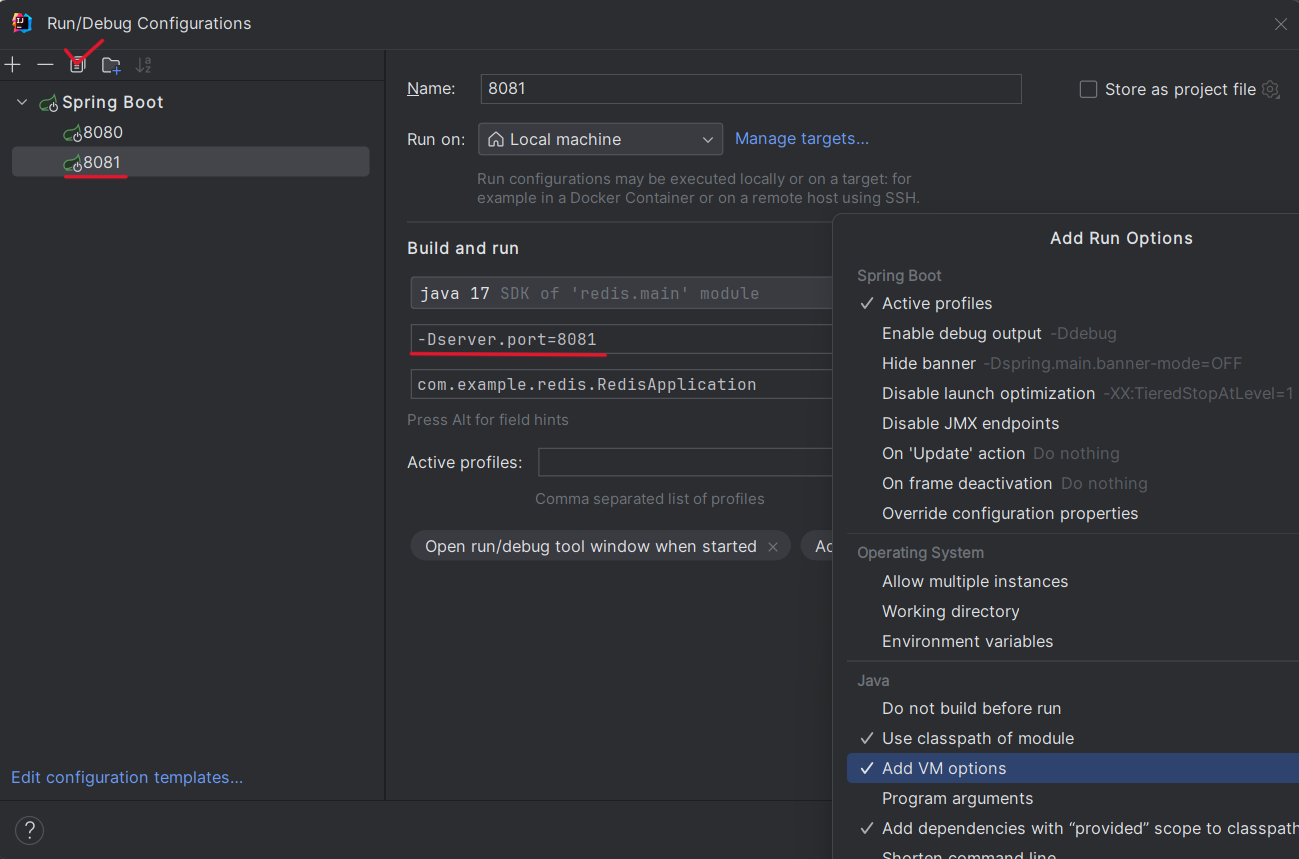 Run/Debug Configurations
Spring Boot
8080
8081
Edit configuration templates...
?
Name: 8081
Store as project file
Run on: Local machine Manage targets...
Run configurations may be executed locally or on a target: for
example in a Docker Container or on a remote host using SSH.
Build and run
java 17 SDK of 'redis.main' module
-Dserver.port=8081
com.example.redis.RedisApplication
Press Alt for field hints
Active profiles:
Comma separated list of profiles
Open run/debug tool window when started
Add Run Options
Spring Boot
Active profiles
Enable debug output -Ddebug
Hide banner -Dspring.main.banner-mode=OFF
Disable launch optimization -XX:TieredStopAtLevel=1
Disable JMX endpoints
On 'Update' action Do nothing
On frame deactivation Do nothing
Override configuration properties
Operating System
Allow multiple instances
Working directory
Environment variables
Java
Do not build before run
Use classpath of module
Add VM options
Program arguments
Add dependencies with “provided” scope to classpath
Shorten command line